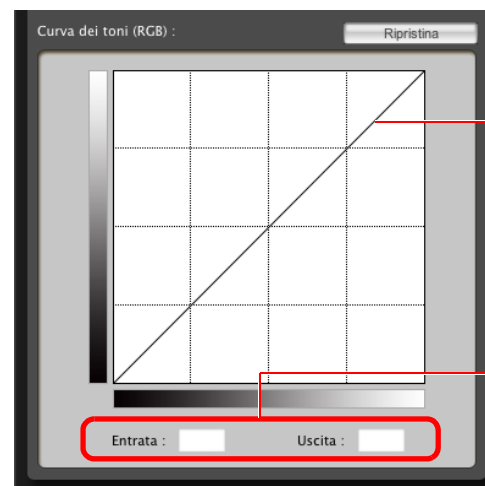 Curva dei toni (RGB) : Ripristina
Entrata : Uscita :